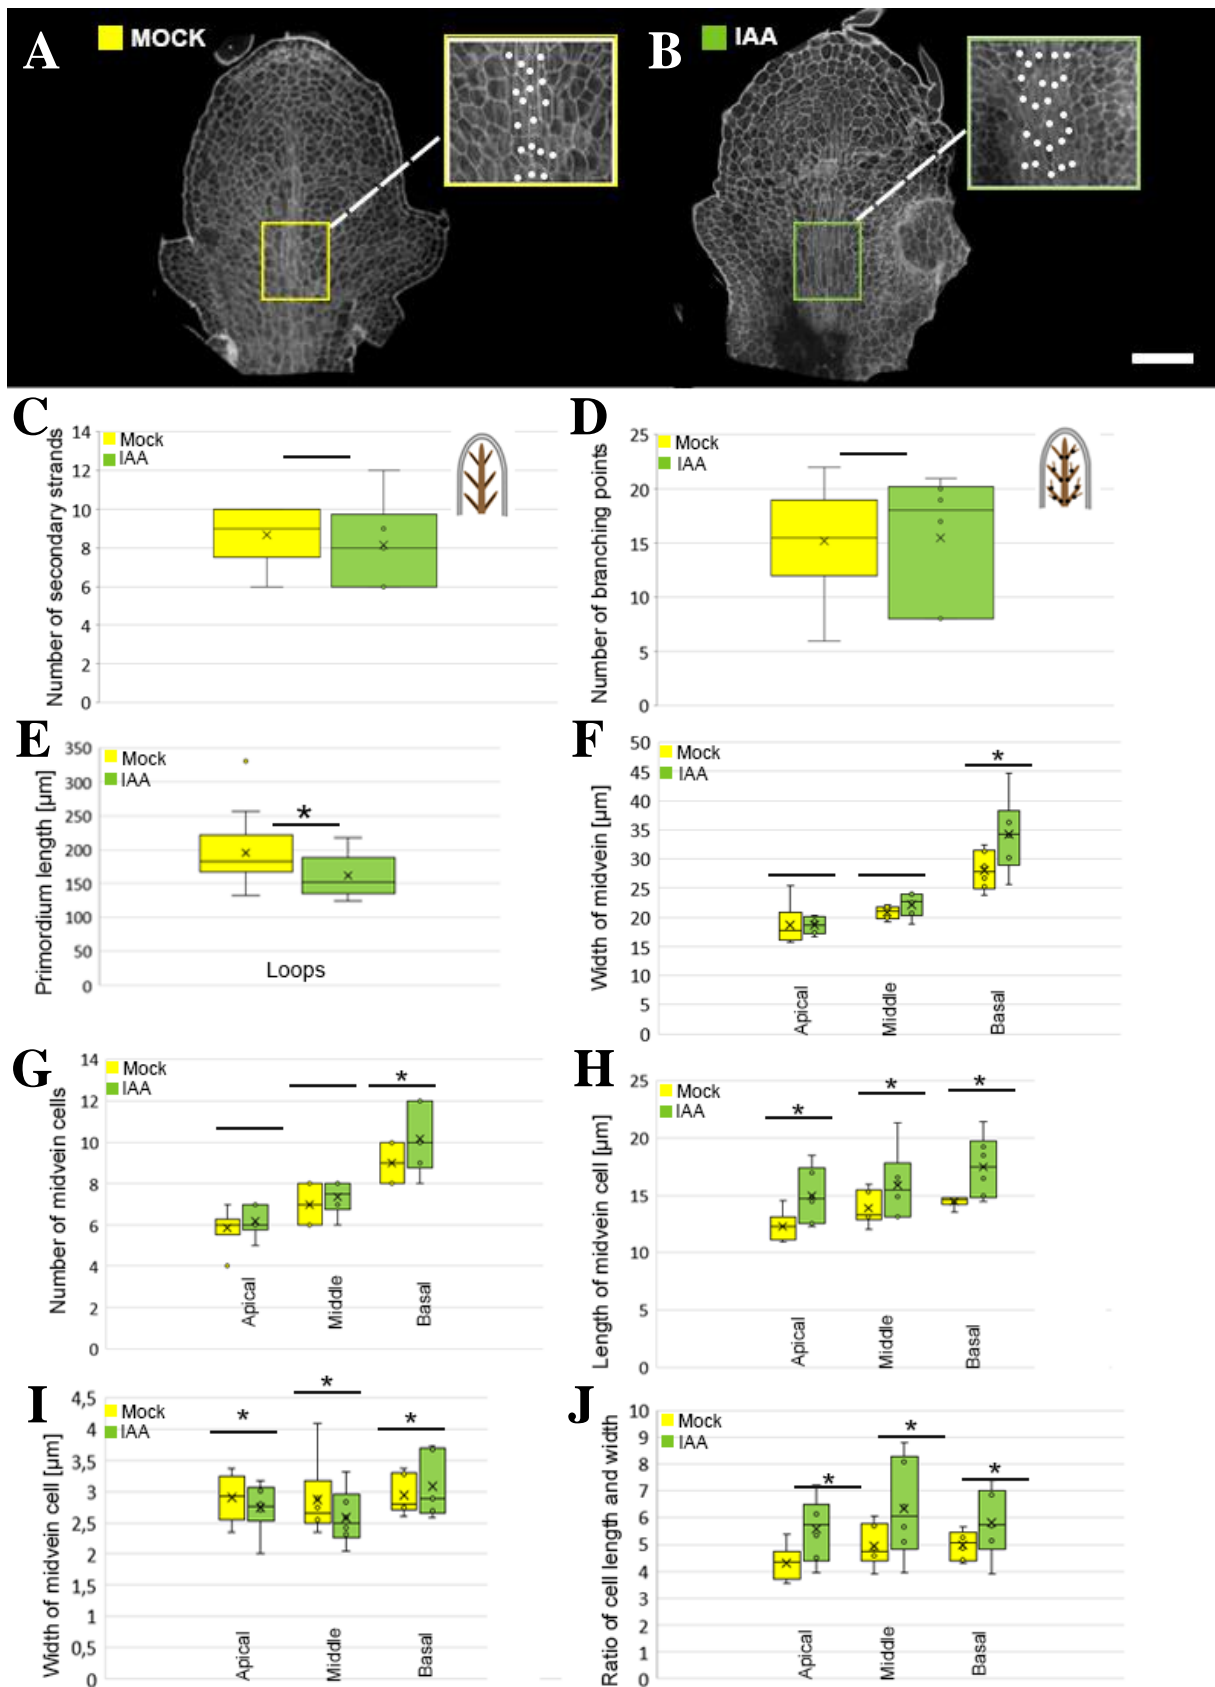 A MOCK
B IAA
C
Number of secondary strands
14
12
10
8
6
4
2
0
Mock
IAA
D
Number of branching points
25
20
15
10
5
0
Mock
IAA
E
Primordium length [µm]
350
300
250
200
150
100
50
0
Mock
IAA
*
Loops
F
Width of midvein [µm]
50
45
40
35
30
25
20
15
10
5
0
Mock
IAA
*
Apical
Middle
Basal
G
Number of midvein cells
14
12
10
8
6
4
2
0
Mock
IAA
*
Apical
Middle
Basal
H
Length of midvein cell [µm]
25
20
15
10
5
0
Mock
IAA
*
*
*
Apical
Middle
Basal
I
Width of midvein cell [µm]
4,5
4
3,5
3
2,5
2
1,5
1
0,5
0
Mock
IAA
*
*
*
Apical
Middle
Basal
J
Ratio of cell length and width
10
9
8
7
6
5
4
3
2
1
0
Mock
IAA
*
*
*
Apical
Middle
Basal